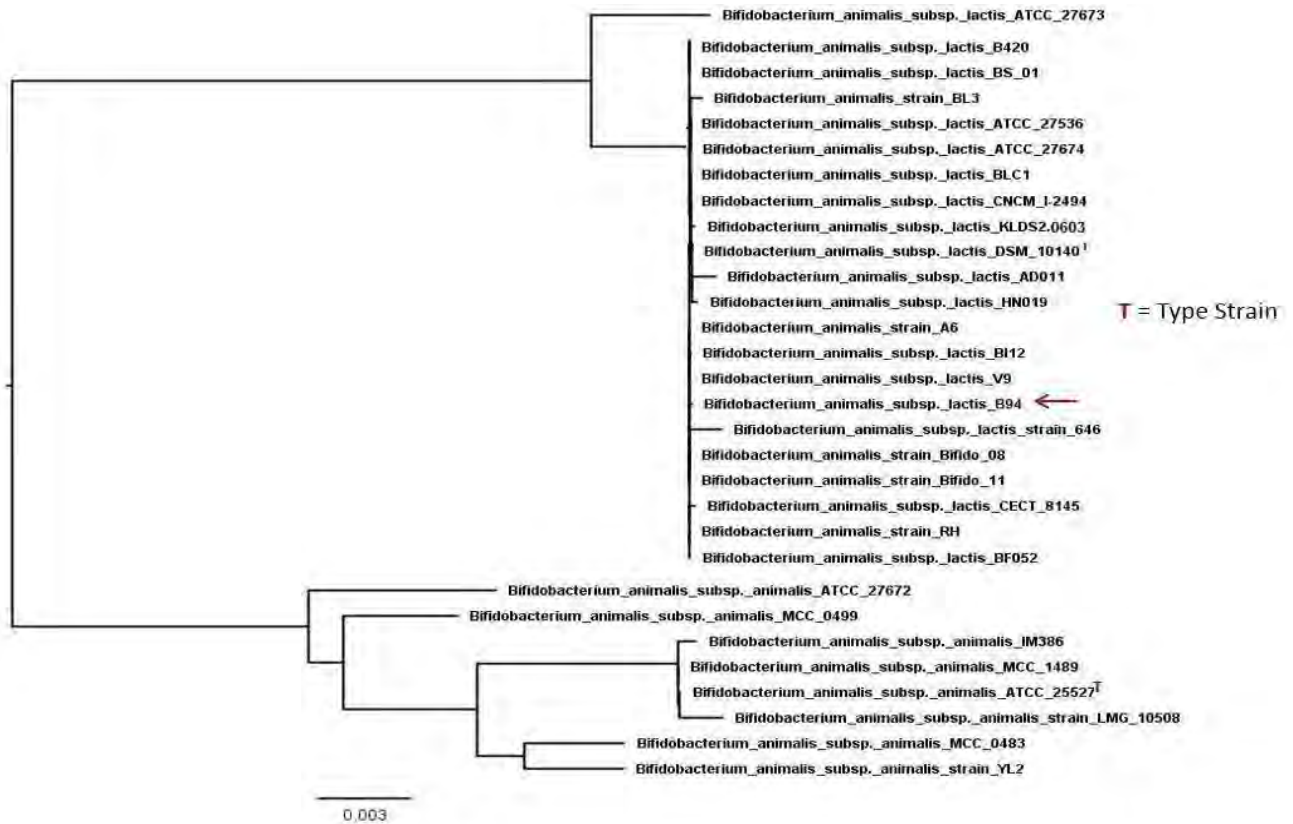 Bifidobacterium_animalis_subsp._lactis_ATCC_27673
Bifidobacterium_animalis_subsp._lactis_B420
Bifidobacterium_animalis_subsp._lactis_BS_01
Bifidobacterium_animalis_strain_BL3
Bifidobacterium_animalis_subsp._lactis_ATCC_27536
Bifidobacterium_animalis_subsp._lactis_ATCC_27674
Bifidobacterium_animalis_subsp._lactis_BLC1
Bifidobacterium_animalis_subsp._lactis_CNCM_I-2494
Bifidobacterium_animalis_subsp._lactis_KLDS2.0603
Bifidobacterium_animalis_subsp._lactis_DSM_10140 T
Bifidobacterium_animalis_subsp._lactis_AD011
Bifidobacterium_animalis_subsp._lactis_HN019
T = Type Strain
Bifidobacterium_animalis_strain_A6
Bifidobacterium_animalis_subsp._lactis_BI12
Bifidobacterium_animalis_subsp._lactis_V9
Bifidobacterium_animalis_subsp._lactis_B94
Bifidobacterium_animalis_subsp._lactis_strain_646
Bifidobacterium_animalis_strain_Bifido_08
Bifidobacterium_animalis_strain_Bifido_11
Bifidobacterium_animalis_subsp._lactis_CECT_8145
Bifidobacterium_animalis_strain_RH
Bifidobacterium_animalis_subsp._lactis_BF052
Bifidobacterium_animalis_subsp._animalis_ATCC_27672
Bifidobacterium_animalis_subsp._animalis_MCC_0499
Bifidobacterium_animalis_subsp._animalis_IM386
Bifidobacterium_animalis_subsp._animalis_MCC_1489
Bifidobacterium_animalis_subsp._animalis_ATCC_25527 T
Bifidobacterium_animalis_subsp._animalis_strain_LMG_10508
Bifidobacterium_animalis_subsp._animalis_MCC_0483
Bifidobacterium_animalis_subsp._animalis_strain_YL2
0.003